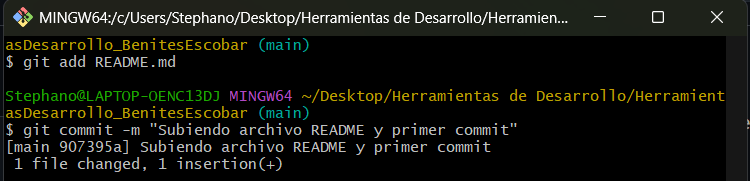 MINGW64:/c/Users/Stephano/Desktop/Herramientas de Desarrollo/Herramien...
asDesarrollo_BenitesEscobar (main)
$ git add README.md
Stephano@LAPTOP-OENC13DJ MINGW64 ~/Desktop/Herramientas de Desarrollo/Herramient
asDesarrollo_BenitesEscobar (main)
$ git commit -m "Subiendo archivo README y primer commit"
[main 907395a] Subiendo archivo README y primer commit
 1 file changed, 1 insertion(+)